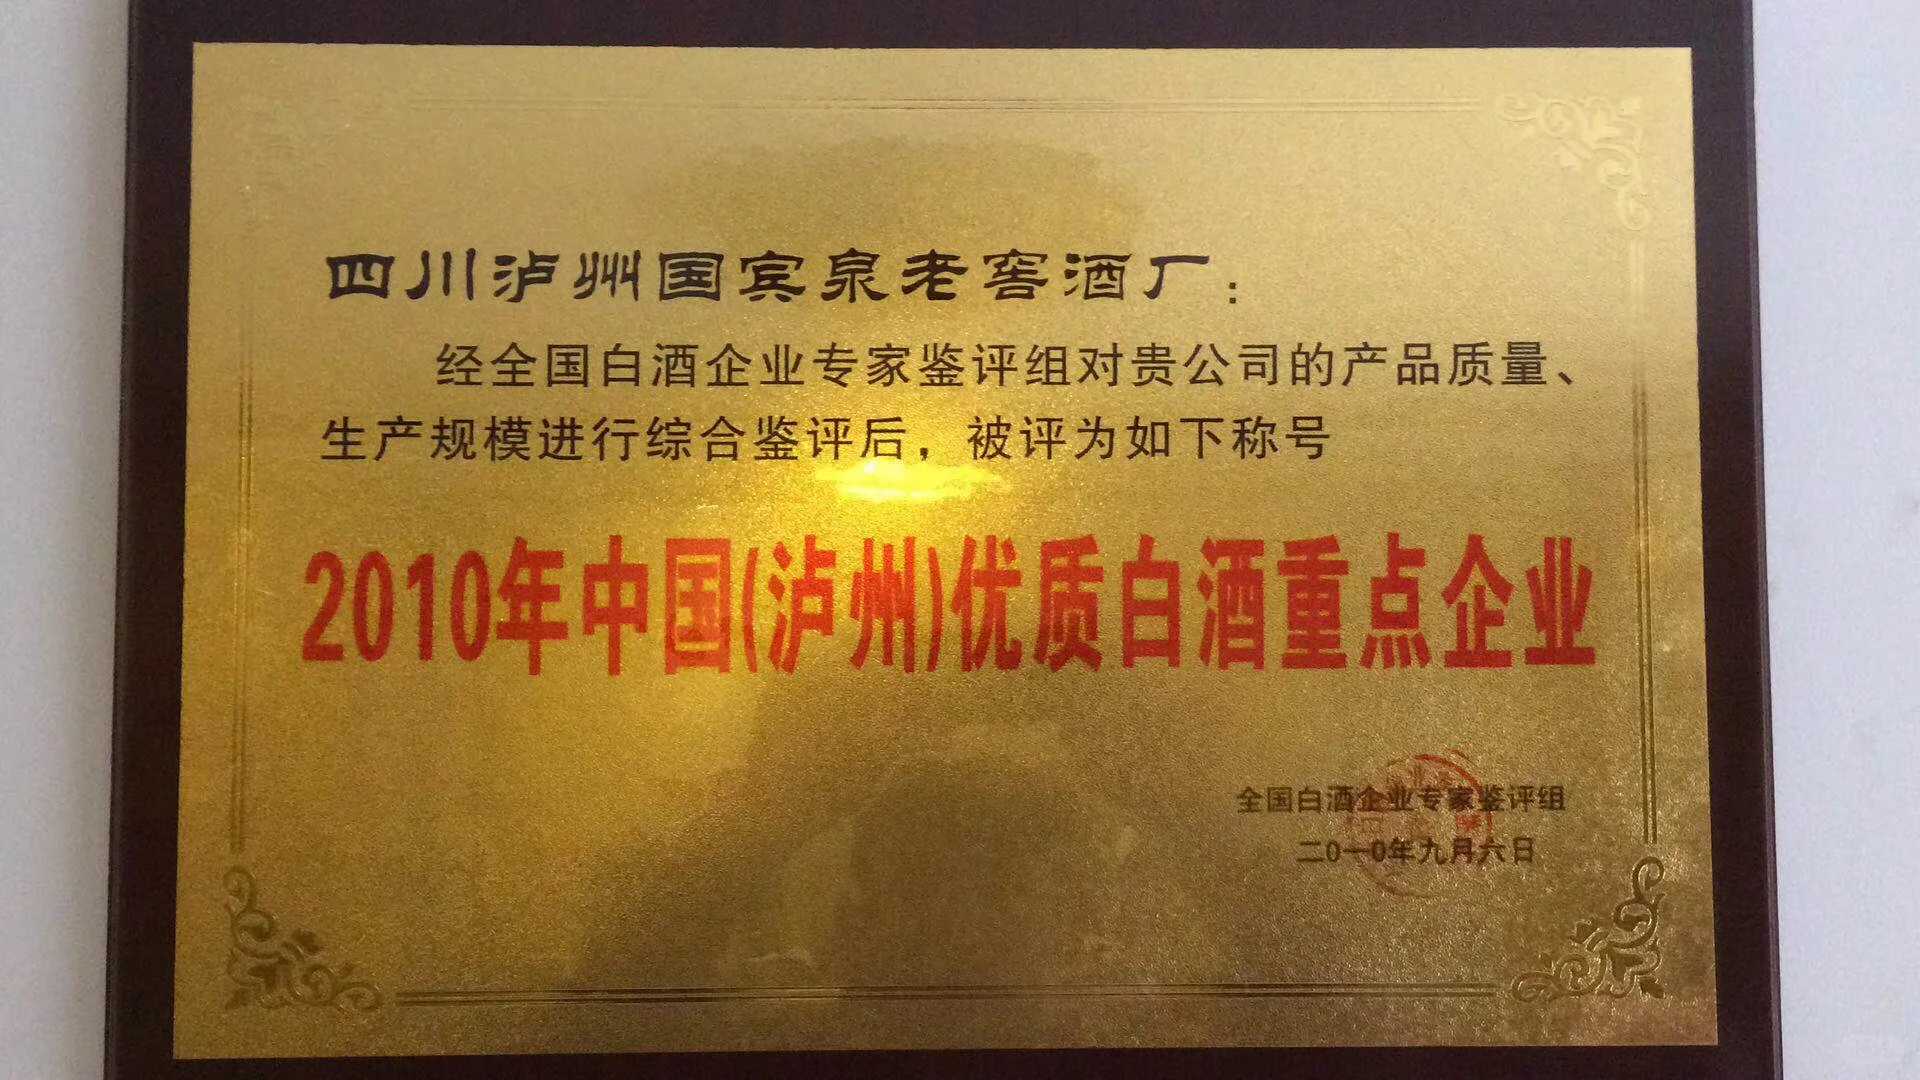 四川泸州国宾泉老窖酒厂：
经全国白酒企业专家鉴评组对贵公司的产品质量、
生产规模进行综合鉴评后，被评为如下称号
2010年中国(泸州)优质白酒重点企业
全国白酒企业专家鉴评组
二0一0年九月六日